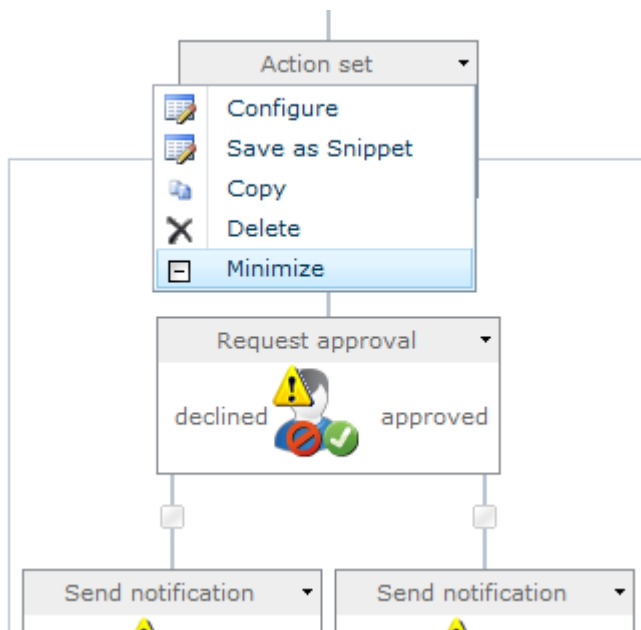 Action set
Configure
Save as Snippet
Copy
Delete
Minimize
Request approval
declined approved
Send notification Send notification